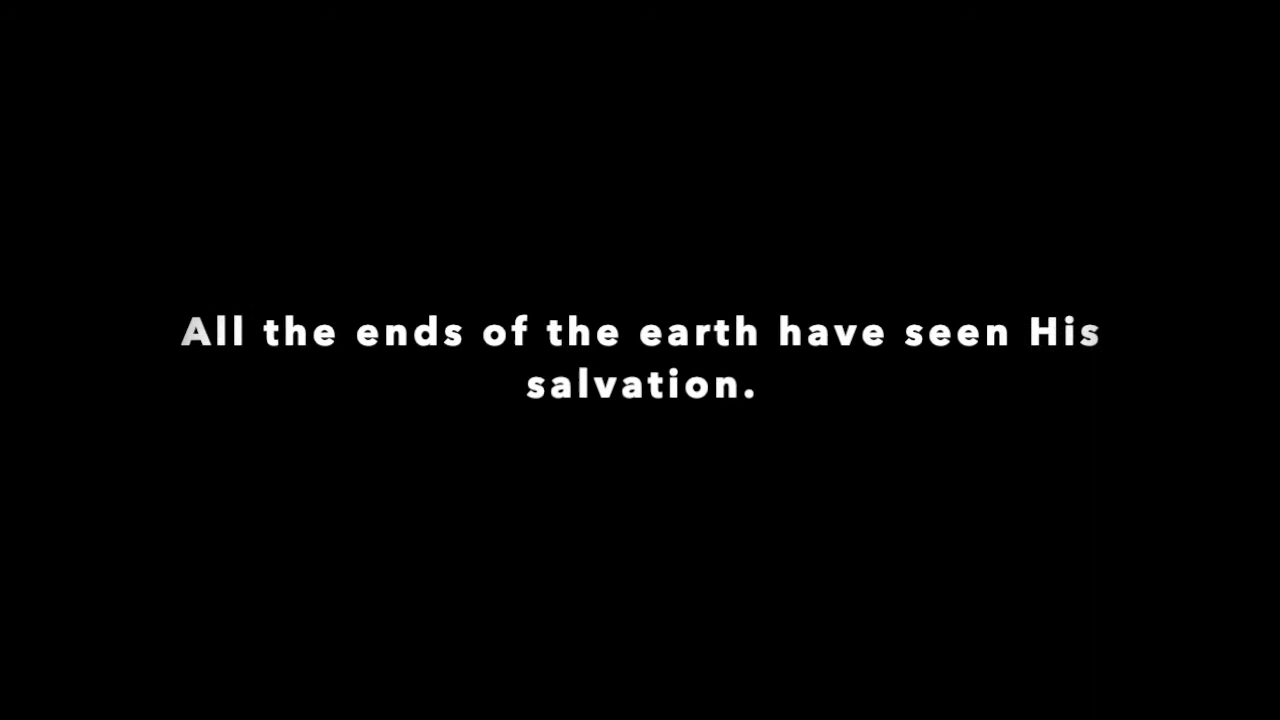 All the ends of the earth have seen His
salvation.